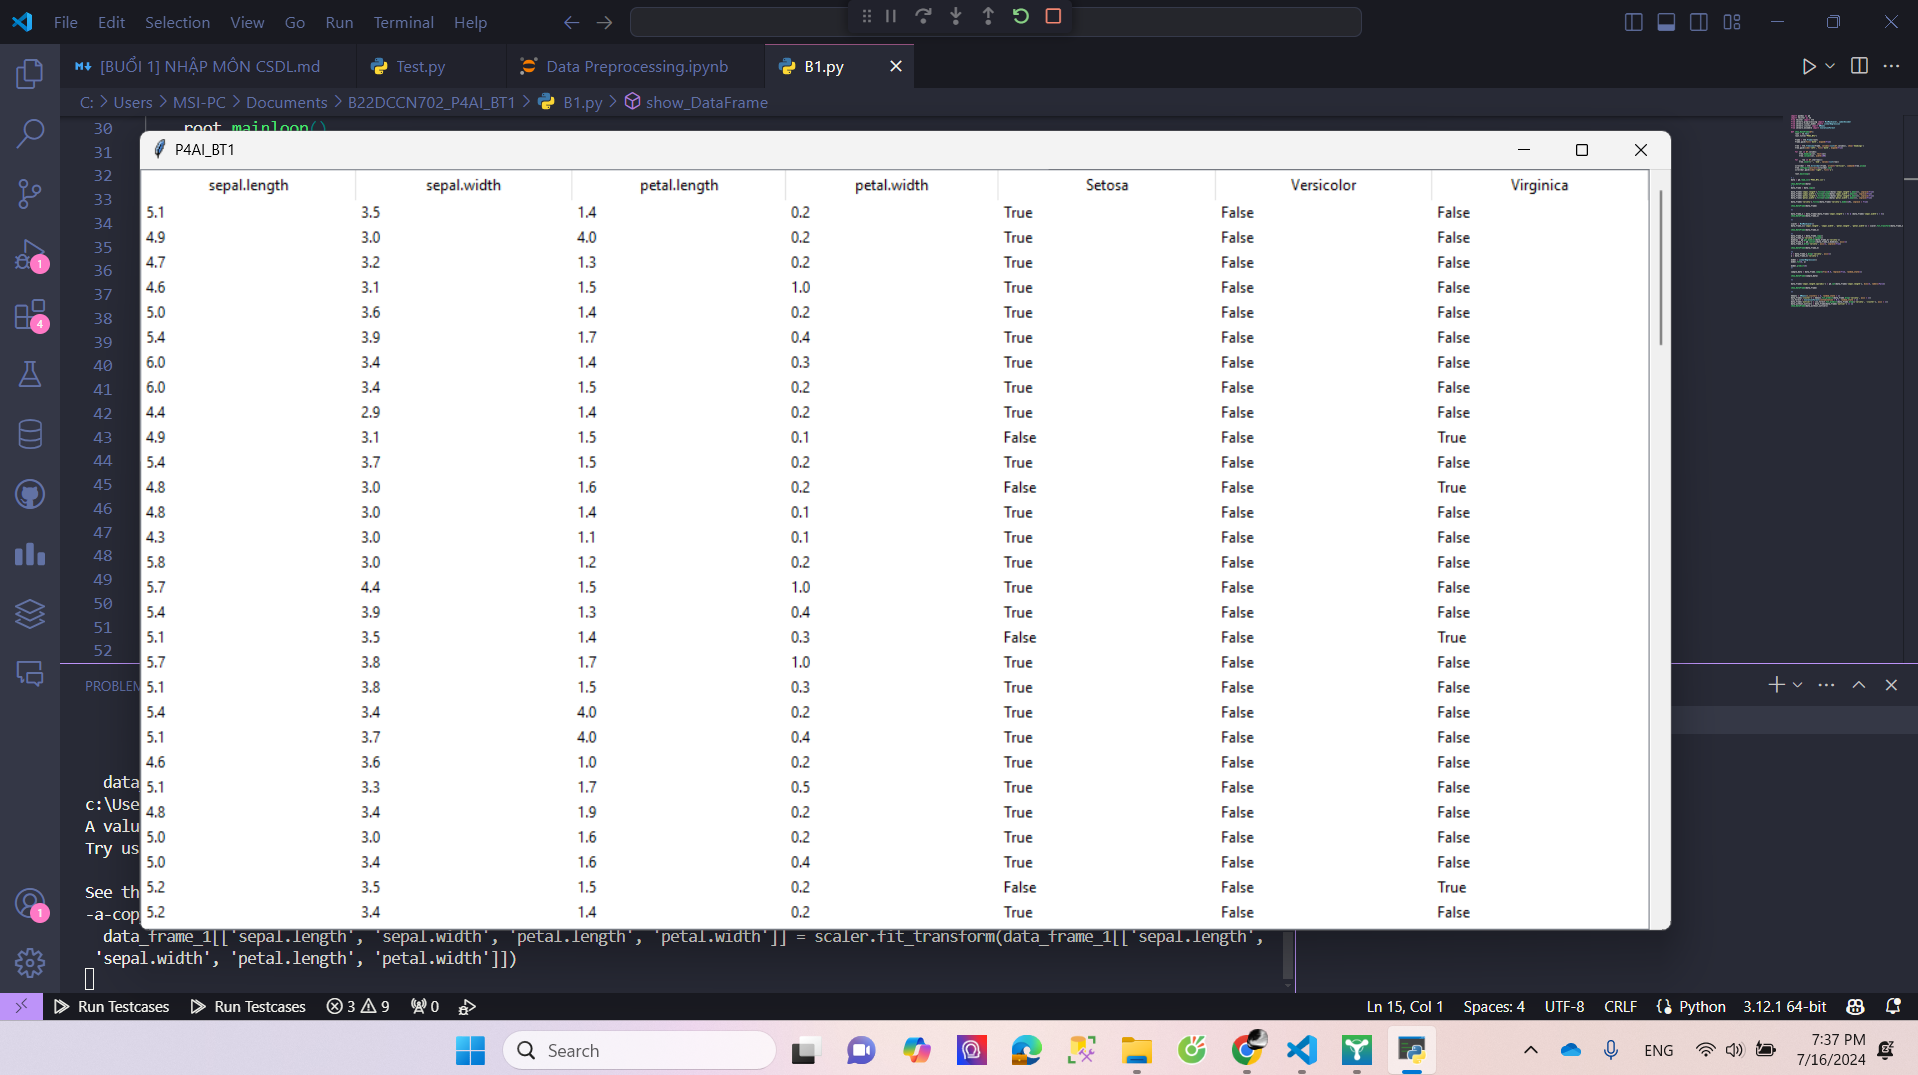 File Edit Selection View Go Run Terminal Help
[BUỔI 1] NHẬP MÔN CSDL.md Test.py Data Preprocessing.ipynb B1.py
C: > Users > MSI-PC > Documents > B22DCCN702_P4AI_BT1 > B1.py > show_DataFrame
30 root.mainloop()
31
32
33
34
35
36
37
38
39
40
41
42
43
44
45
46
47
48
49
50
51
52
P4AI_BT1
sepal.length sepal.width petal.length petal.width Setosa Versicolor Virginica
5.1 3.5 1.4 0.2 True False False
4.9 3.0 4.0 0.2 True False False
4.7 3.2 1.3 0.2 True False False
4.6 3.1 1.5 1.0 True False False
5.0 3.6 1.4 0.2 True False False
5.4 3.9 1.7 0.4 True False False
6.0 3.4 1.4 0.3 True False False
6.0 3.4 1.5 0.2 True False False
4.4 2.9 1.4 0.2 True False False
4.9 3.1 1.5 0.1 False False True
5.4 3.7 1.5 0.2 True False False
4.8 3.0 1.6 0.2 False False True
4.8 3.0 1.4 0.1 True False False
4.3 3.0 1.1 0.1 True False False
5.8 3.0 1.2 0.2 True False False
5.7 4.4 1.5 1.0 True False False
5.4 3.9 1.3 0.4 True False False
5.1 3.5 1.4 0.3 False False True
5.7 3.8 1.7 1.0 True False False
5.1 3.8 1.5 0.3 True False False
5.4 3.4 4.0 0.2 True False False
5.1 3.7 4.0 0.4 True False False
4.6 3.6 1.0 0.2 True False False
5.1 3.3 1.7 0.5 True False False
4.8 3.4 1.9 0.2 True False False
5.0 3.0 1.6 0.2 True False False
5.0 3.4 1.6 0.4 True False False
5.2 3.5 1.5 0.2 False False True
5.2 3.4 1.4 0.2 True False False
1
4
1
PROBLEM
data_
c:\Use
A valu
Try us
See th
-a-cop
data_frame_1[['sepal.length', 'sepal.width', 'petal.length', 'petal.width']] = scaler.fit_transform(data_frame_1[['sepal.length',
'sepal.width', 'petal.length', 'petal.width']])
Run Testcases Run Testcases 3 9 0 Ln 15, Col 1 Spaces: 4 UTF-8 CRLF {} Python 3.12.1 64-bit
Search ENG 7:37 PM
7/16/2024